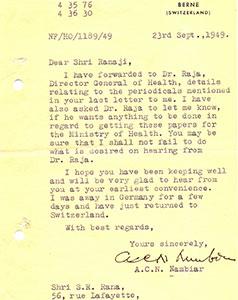 4 35 76
4 36 30
BERNE
(SWITZERLAND)
NP/HO/1189/49 23rd Sept., 1949.
Dear Shri Ramaji,
I have forwarded to Dr. Raja,
Director General of Health, details
relating to the periodicals mentioned
in your last letter to me. I have
also asked Dr. Raja to let me know,
if he wants anything to be done in
regard to getting these papers for
the Ministry of Health. You may be
sure that I shall not fail to do
what is desired on hearing from
Dr. Raja.
I hope you have been keeping well
and will be very glad to hear from
you at your earliest convenience.
I was away in Germany for a few
days and have just returned to
Switzerland.
With best regards,
Yours sincerely,
A.C.N. Nambiar
A.C.N. Nambiar
Shri S.R. Rana,
56, rue Lafayette,